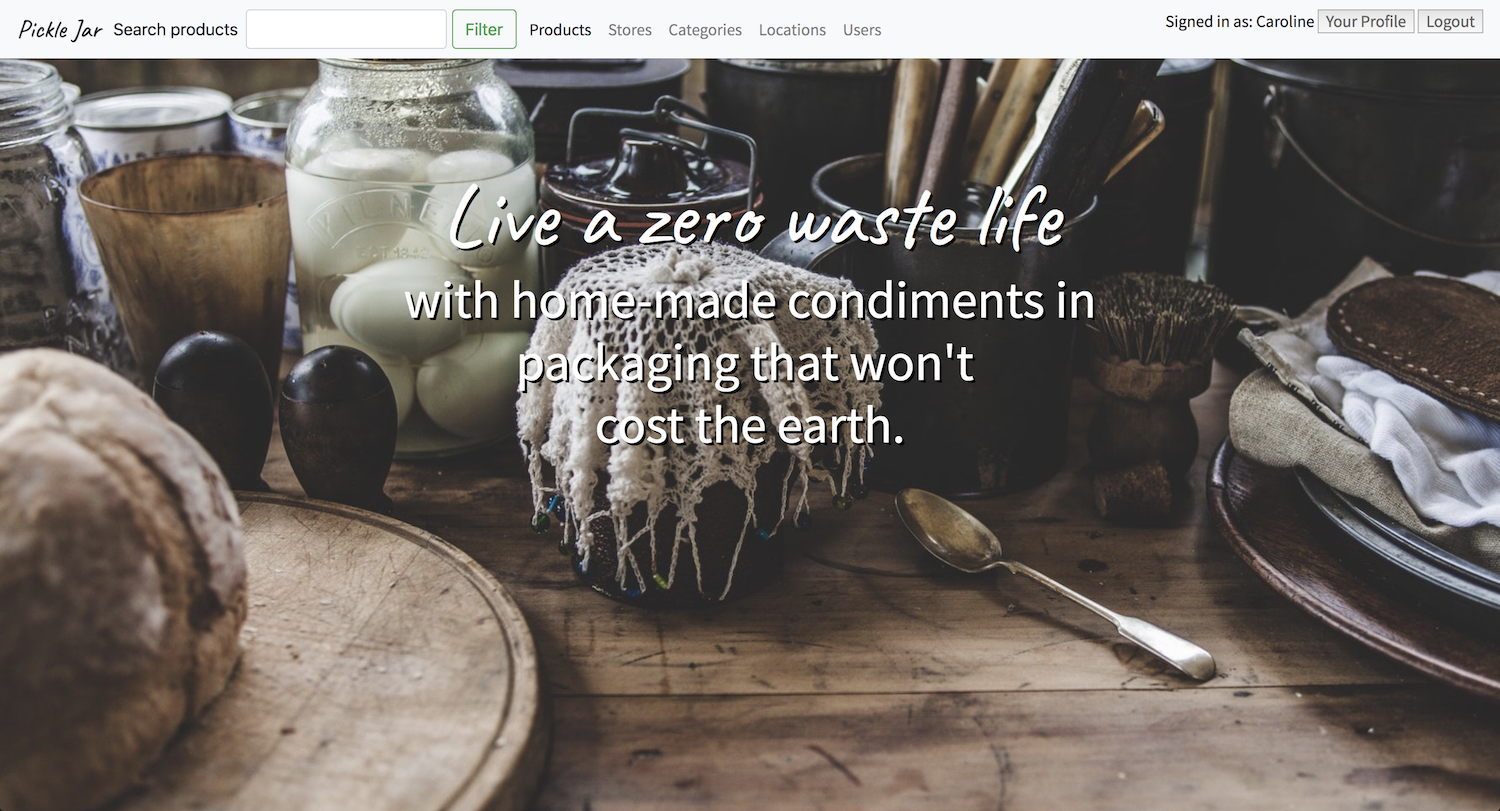 Pickle Jar Search products Filter Products Stores Categories Locations Users Signed in as: Caroline Your Profile Logout
KILNER
Live a zero waste life
with home-made condiments in
packaging that won't
cost the earth.